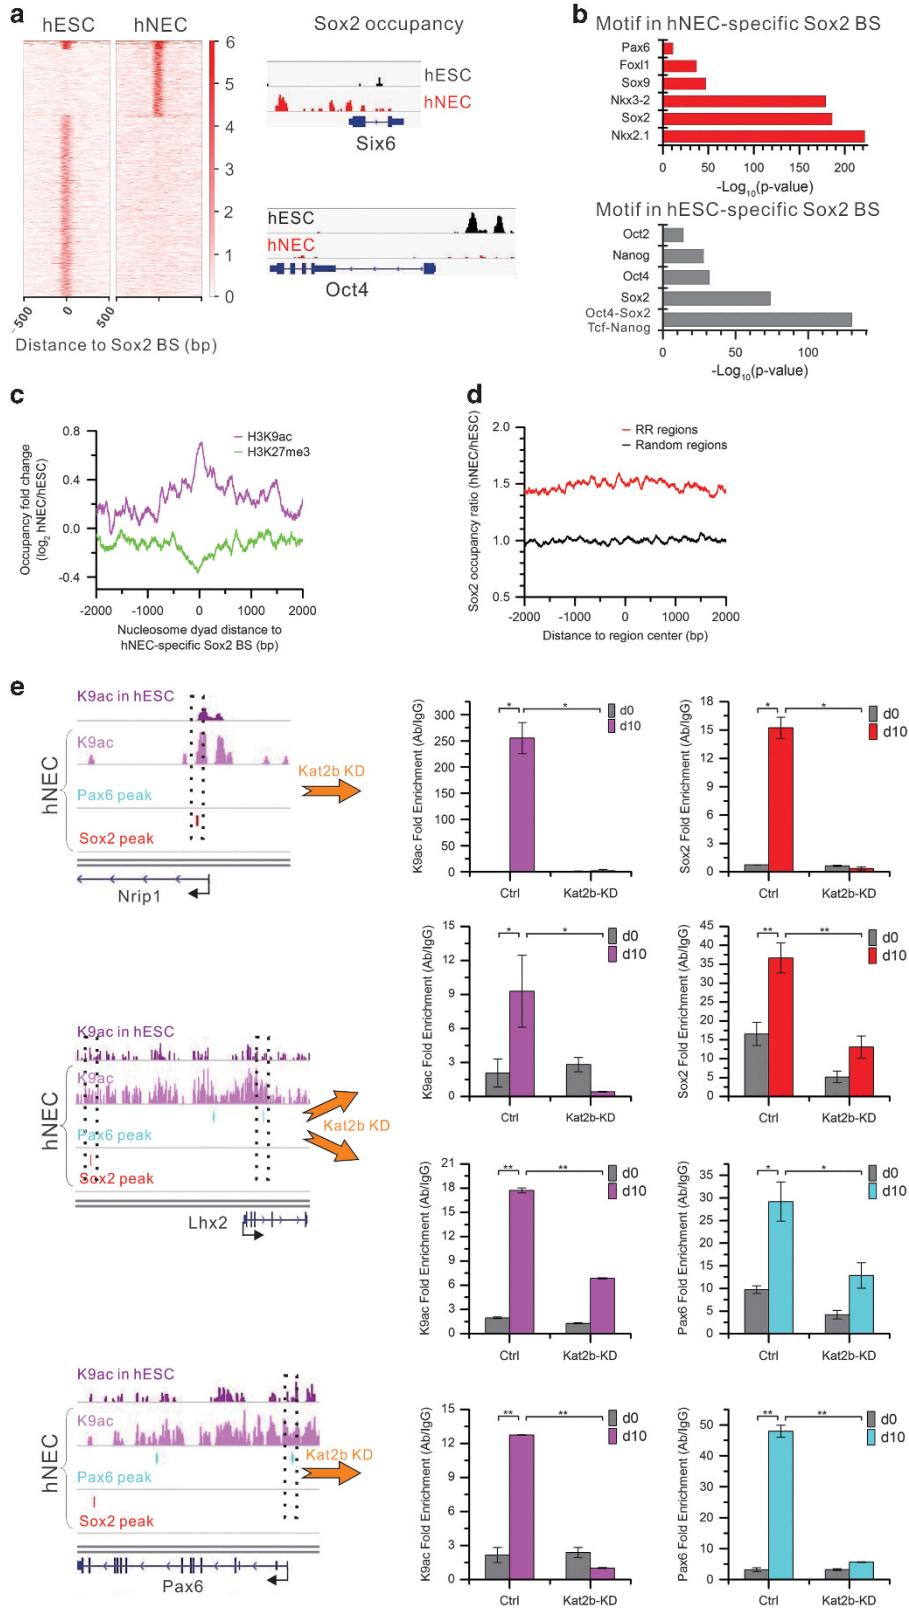 a
hESC hNEC
6
5
4
3
2
1
0
-500 0 500
Distance to Sox2 BS (bp)
Sox2 occupancy
hESC
hNEC
Six6
hESC
hNEC
Oct4
b
Motif in hNEC-specific Sox2 BS
Pax6
Foxl1
Sox9
Nkx3-2
Sox2
Nkx2.1
0 50 100 150 200
-Log10(p-value)
Motif in hESC-specific Sox2 BS
Oct2
Nanog
Oct4
Sox2
Oct4-Sox2
Tcf-Nanog
0 50 100
-Log10(p-value)
c
Occupancy fold change
(log2 hNEC/hESC)
0.8
0.4
0.0
-0.4
H3K9ac
H3K27me3
-2000 -1000 0 1000 2000
Nucleosome dyad distance to
hNEC-specific Sox2 BS (bp)
d
Sox2 occupancy ratio (hNEC/hESC)
2.0
1.5
1.0
0.5
RR regions
Random regions
-2000 -1000 0 1000 2000
Distance to region center (bp)
e
K9ac in hESC
hNEC
K9ac
Pax6 peak
Sox2 peak
Nrip1
Kat2b KD
K9ac Fold Enrichment (Ab/IgG)
300
250
200
150
100
50
0
* *
d0
d10
Ctrl Kat2b-KD
Sox2 Fold Enrichment (Ab/IgG)
18
15
12
9
6
3
0
* *
d0
d10
Ctrl Kat2b-KD
K9ac in hESC
hNEC
K9ac
Pax6 peak
Sox2 peak
Lhx2
Kat2b KD
K9ac Fold Enrichment (Ab/IgG)
15
12
9
6
3
0
* *
d0
d10
Ctrl Kat2b-KD
Sox2 Fold Enrichment (Ab/IgG)
45
40
35
30
25
20
15
10
5
0
** **
d0
d10
Ctrl Kat2b-KD
K9ac Fold Enrichment (Ab/IgG)
21
18
15
12
9
6
3
0
** **
d0
d10
Ctrl Kat2b-KD
Pax6 Fold Enrichment (Ab/IgG)
35
30
25
20
15
10
5
0
* *
d0
d10
Ctrl Kat2b-KD
K9ac in hESC
hNEC
K9ac
Pax6 peak
Sox2 peak
Pax6
Kat2b KD
K9ac Fold Enrichment (Ab/IgG)
15
12
9
6
3
0
** **
d0
d10
Ctrl Kat2b-KD
Pax6 Fold Enrichment (Ab/IgG)
50
40
30
20
10
0
** **
d0
d10
Ctrl Kat2b-KD